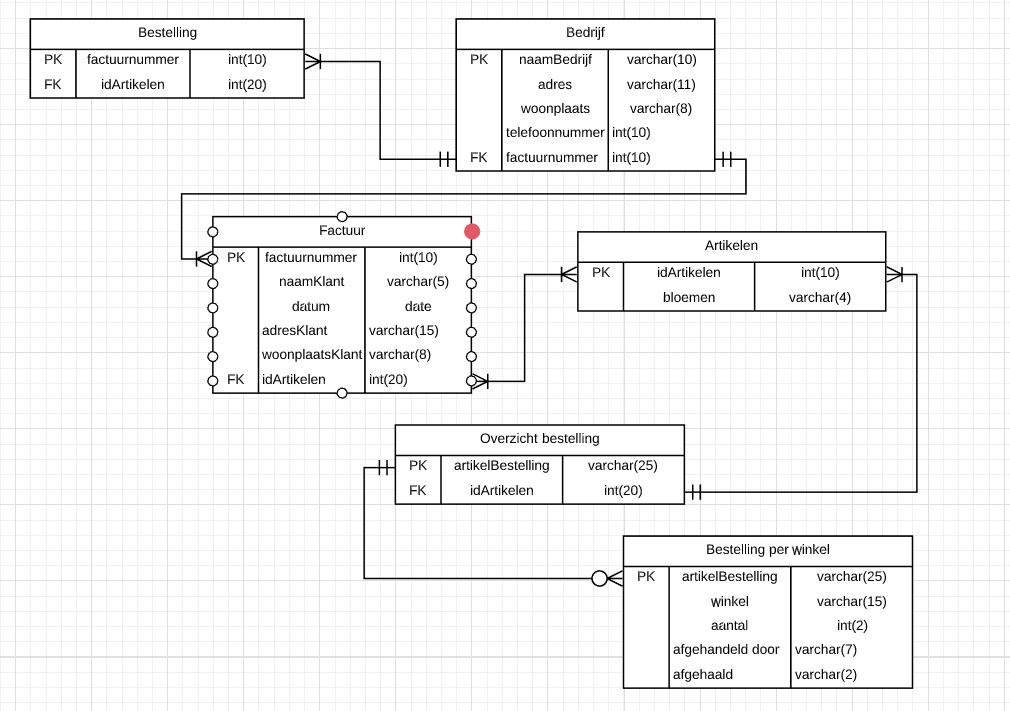 Bestelling
PK factuurnummer int(10)
FK idArtikelen int(20)
Bedrijf
PK naamBedrijf varchar(10)
adres varchar(11)
woonplaats varchar(8)
telefoonnummer int(10)
FK factuurnummer int(10)
Factuur
PK factuurnummer int(10)
naamKlant varchar(5)
datum date
adresKlant varchar(15)
woonplaatsKlant varchar(8)
FK idArtikelen int(20)
Artikelen
PK idArtikelen int(10)
bloemen varchar(4)
Overzicht bestelling
PK artikelBestelling varchar(25)
FK idArtikelen int(20)
Bestelling per winkel
PK artikelBestelling varchar(25)
winkel varchar(15)
aantal int(2)
afgehandeld door varchar(7)
afgehaald varchar(2)